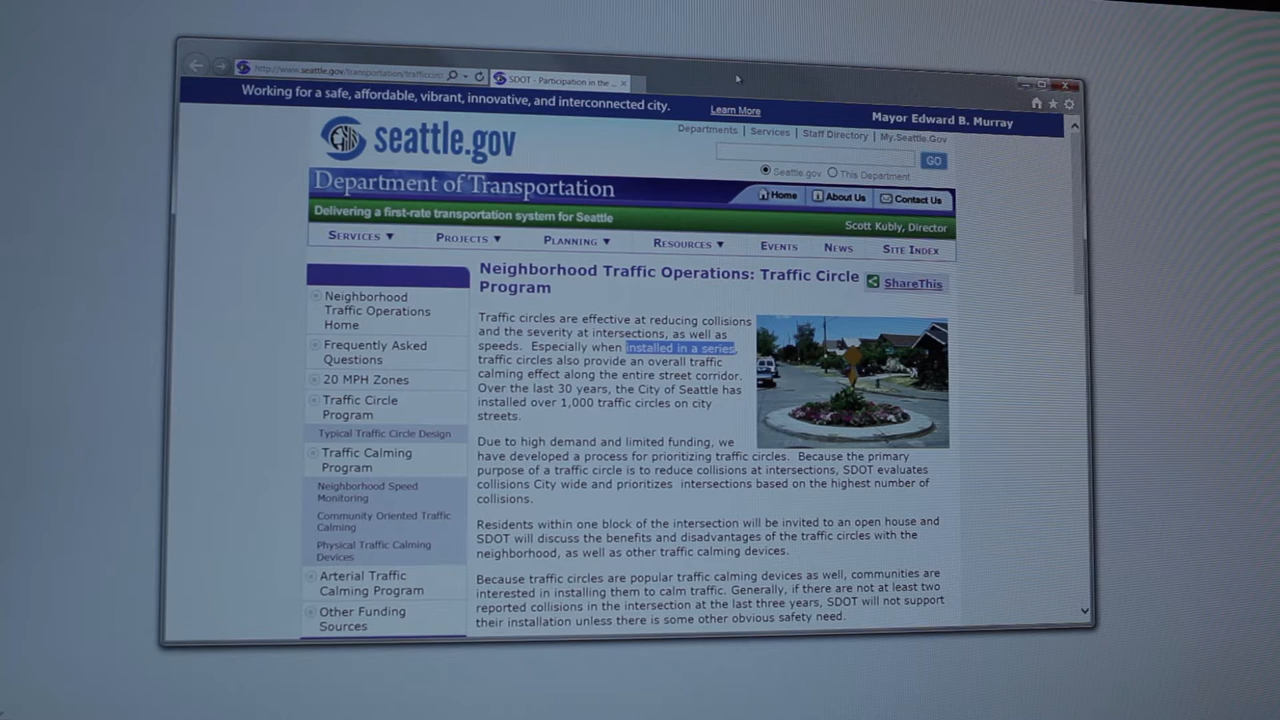 http://www.seattle.gov/transportation/trafficcirc
SDOT - Participation in the ...
Working for a safe, affordable, vibrant, innovative, and interconnected city.
Learn More
Mayor Edward B. Murray
seattle.gov
Departments | Services | Staff Directory | My.Seattle.Gov
GO
Seattle.gov This Department
Department of Transportation
Home
About Us
Contact Us
Delivering a first-rate transportation system for Seattle
Scott Kubly, Director
SERVICES ▼
PROJECTS ▼
PLANNING ▼
RESOURCES ▼
EVENTS
NEWS
SITE INDEX
Neighborhood
Traffic Operations
Home
Frequently Asked
Questions
20 MPH Zones
Traffic Circle
Program
Typical Traffic Circle Design
Traffic Calming
Program
Neighborhood Speed
Monitoring
Community Oriented Traffic
Calming
Physical Traffic Calming
Devices
Arterial Traffic
Calming Program
Other Funding
Sources
Neighborhood Traffic Operations: Traffic Circle
Program
ShareThis
Traffic circles are effective at reducing collisions
and the severity at intersections, as well as
speeds. Especially when installed in a series,
traffic circles also provide an overall traffic
calming effect along the entire street corridor.
Over the last 30 years, the City of Seattle has
installed over 1,000 traffic circles on city
streets.
Due to high demand and limited funding, we
have developed a process for prioritizing traffic circles. Because the primary
purpose of a traffic circle is to reduce collisions at intersections, SDOT evaluates
collisions City wide and prioritizes intersections based on the highest number of
collisions.
Residents within one block of the intersection will be invited to an open house and
SDOT will discuss the benefits and disadvantages of the traffic circles with the
neighborhood, as well as other traffic calming devices.
Because traffic circles are popular traffic calming devices as well, communities are
interested in installing them to calm traffic. Generally, if there are not at least two
reported collisions in the intersection at the last three years, SDOT will not support
their installation unless there is some other obvious safety need.